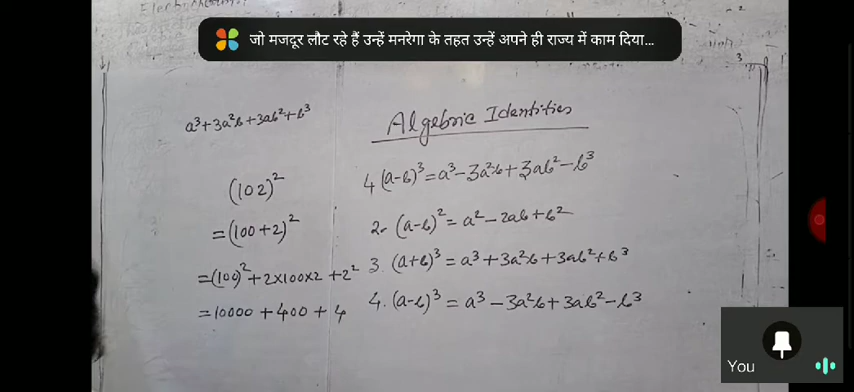 जो मजदूर लौट रहे हैं उन्हें मनरेगा के तहत उन्हें अपने ही राज्य में काम दिया...
3
a³+3a²b+3ab²+b³
Algebric Identities
(102)²
=(100+2)²
=(100)²+2×100×2+2²
=10000+400+4
4 (a-b)³=a³-3a²b+3ab²-b³
2. (a-b)²=a²-2ab+b²
3. (a+b)³=a³+3a²b+3ab²+b³
4. (a-b)³=a³-3a²b+3ab²-b³
You